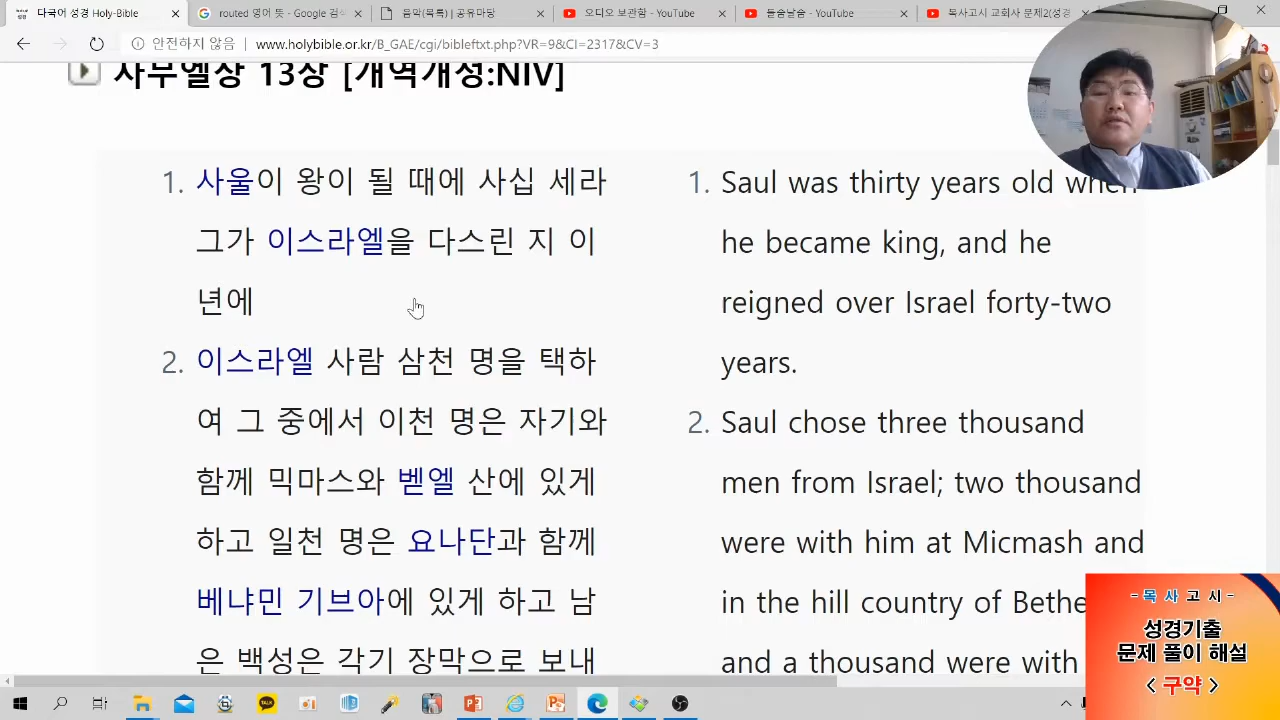 다국어 성경 Holy-Bible
routed 영어 뜻 - Google 검색
음악(목록) | 공유마당
오디오 보관함 - YouTube
돌솔날솔 - YouTube
목사고시 교회사 문제2(성경
안전하지 않음
www.holybible.or.kr/B_GAE/cgi/bibleftxt.php?VR=9&CI=2317&CV=3
사무엘상 13장 [개역개정:NIV]
1. 사울이 왕이 될 때에 사십 세라
그가 이스라엘을 다스린 지 이
년에
2. 이스라엘 사람 삼천 명을 택하
여 그 중에서 이천 명은 자기와
함께 믹마스와 벧엘 산에 있게
하고 일천 명은 요나단과 함께
베냐민 기브아에 있게 하고 남
은 백성은 각기 장막으로 보내
1. Saul was thirty years old when
he became king, and he
reigned over Israel forty-two
years.
2. Saul chose three thousand
men from Israel; two thousand
were with him at Micmash and
in the hill country of Bethe
and a thousand were with
- 목 사 고 시 -
성경기출
문제 풀이 해설
< 구약 >